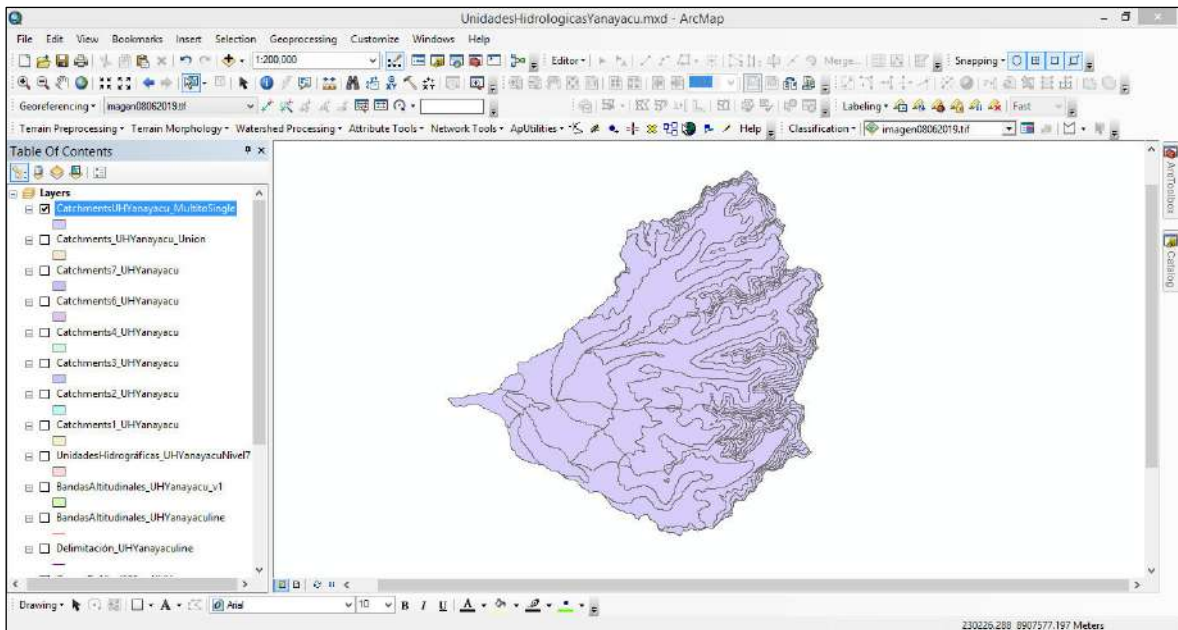 UnidadesHidrologicasYanayacu.mxd - ArcMap
File Edit View Bookmarks Insert Selection Geoprocessing Customize Windows Help
1:200,000 Editor Merge... Snapping
Georeferencing imagen08062019.tif Labeling Fast
Terrain Preprocessing Terrain Morphology Watershed Processing Attribute Tools Network Tools ApUtilities Help Classification imagen08062019.tif
Table Of Contents
Layers
CatchmentsUHYanayacu_MultitoSingle
Catchments_UHYanayacu_Union
Catchments7_UHYanayacu
Catchments6_UHYanayacu
Catchments4_UHYanayacu
Catchments3_UHYanayacu
Catchments2_UHYanayacu
Catchments1_UHYanayacu
UnidadesHidrográficas_UHYanayacuNivel7
BandasAltitudinales_UHYanayacu_v1
BandasAltitudinales_UHYanayaculine
Delimitación_UHYanayaculine
ArcToolbox
Catalog
Drawing A Arial 10 B I U A
230226.288 8907577.197 Meters